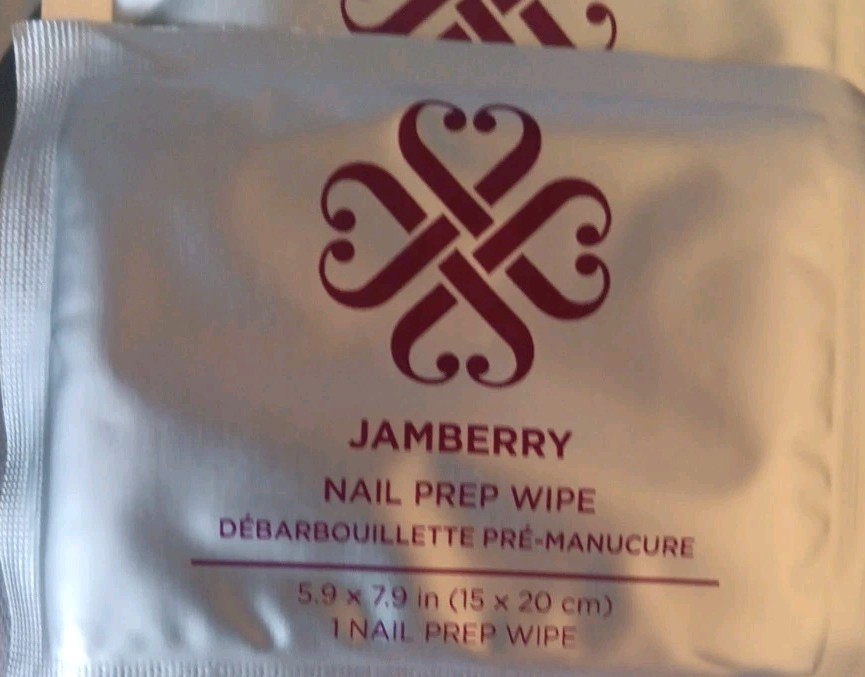 JAMBERRY
NAIL PREP WIPE
DÉBARBOUILLETTE PRÉ-MANUCURE
5.9 x 7.9 in (15 x 20 cm)
1 NAIL PREP WIPE